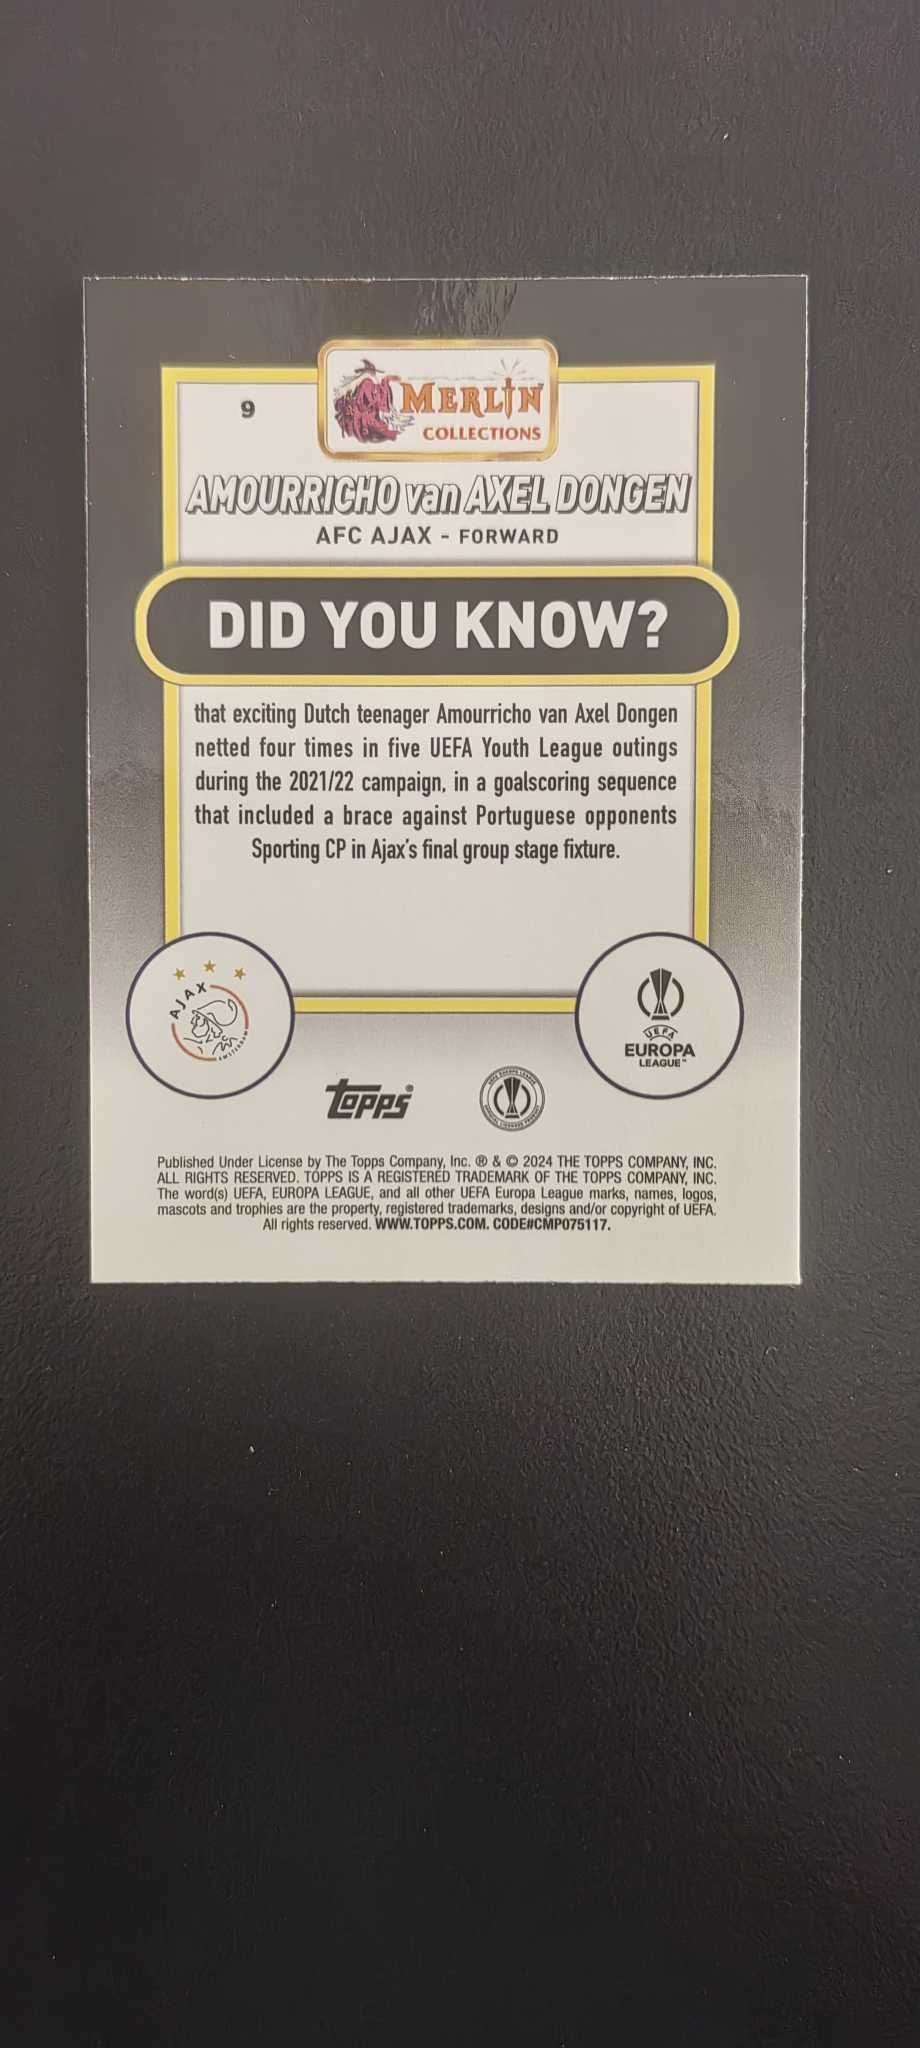 9
MERLIN
COLLECTIONS
AMOURRICHO van AXEL DONGEN
AFC AJAX - FORWARD
DID YOU KNOW?
that exciting Dutch teenager Amourricho van Axel Dongen
netted four times in five UEFA Youth League outings
during the 2021/22 campaign, in a goalscoring sequence
that included a brace against Portuguese opponents
Sporting CP in Ajax's final group stage fixture.
AJAX
AMSTERDAM
UEFA
EUROPA
LEAGUE™
Topps®
Published Under License by The Topps Company, Inc. ® & © 2024 THE TOPPS COMPANY, INC.
ALL RIGHTS RESERVED. TOPPS IS A REGISTERED TRADEMARK OF THE TOPPS COMPANY, INC.
The word(s) UEFA, EUROPA LEAGUE, and all other UEFA Europa League marks, names, logos,
mascots and trophies are the property, registered trademarks, designs and/or copyright of UEFA.
All rights reserved. WWW.TOPPS.COM. CODE#CMP075117.